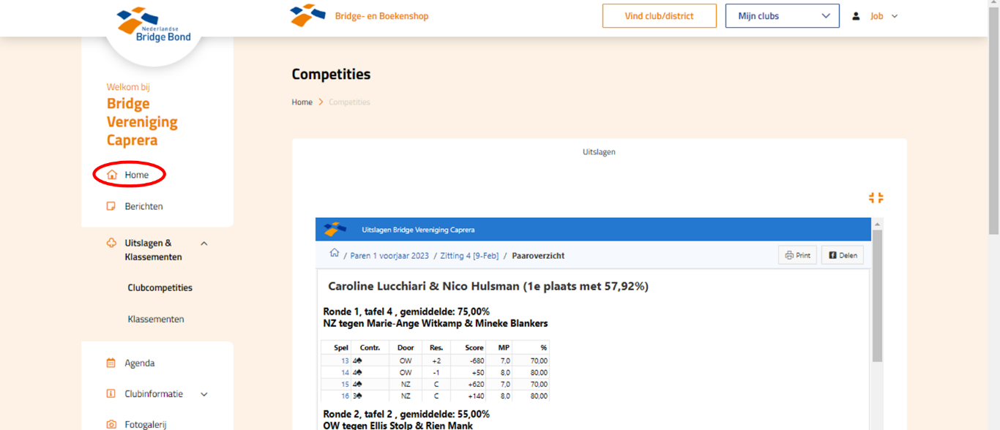 Nederlandse
Bridge Bond
Bridge- en Boekenshop
Vind club/district
Mijn clubs
Job
Welkom bij
Bridge
Vereniging
Caprera
Home
Berichten
Uitslagen &
Klassementen
Clubcompetities
Klassementen
Agenda
Clubinformatie
Fotogalerij
Competities
Home > Competities
Uitslagen
Uitslagen Bridge Vereniging Caprera
/ Paren 1 voorjaar 2023 / Zitting 4 [9-Feb] / Paaroverzicht
Print
Delen
Caroline Lucchiari & Nico Hulsman (1e plaats met 57,92%)
Ronde 1, tafel 4 , gemiddelde: 75,00%
NZ tegen Marie-Ange Witkamp & Mineke Blankers
Spel Contr. Door Res. Score MP %
13 4♠ OW +2 -680 7,0 70,00
14 4♠ OW -1 +50 8,0 80,00
15 4♠ NZ C +620 7,0 70,00
16 3♠ NZ C +140 8,0 80,00
Ronde 2, tafel 2 , gemiddelde: 55,00%
OW tegen Ellis Stolp & Rien Mank